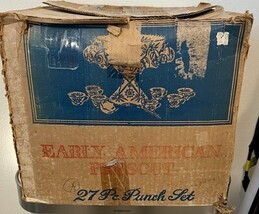 EARLY AMERICAN
PRESCUT
27 Pc. Punch Set